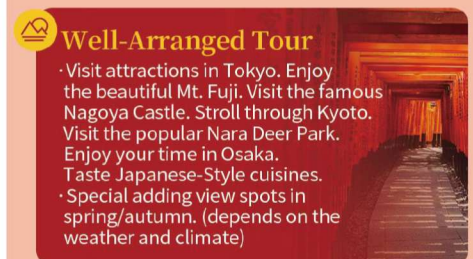 Well-Arranged Tour
·Visit attractions in Tokyo. Enjoy
the beautiful Mt. Fuji. Visit the famous
Nagoya Castle. Stroll through Kyoto.
Visit the popular Nara Deer Park.
Enjoy your time in Osaka.
Taste Japanese-Style cuisines.
·Special adding view spots in
spring/autumn. (depends on the
weather and climate)